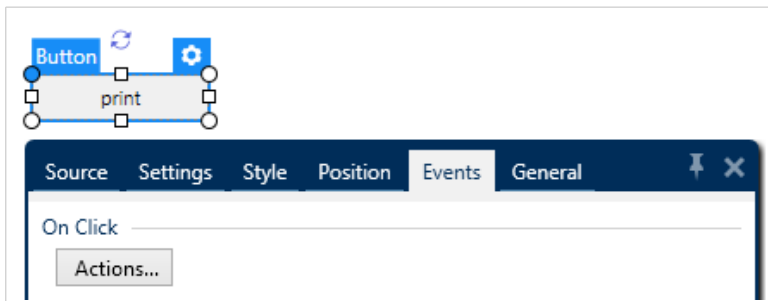 Button
print
Source Settings Style Position Events General
On Click
Actions...